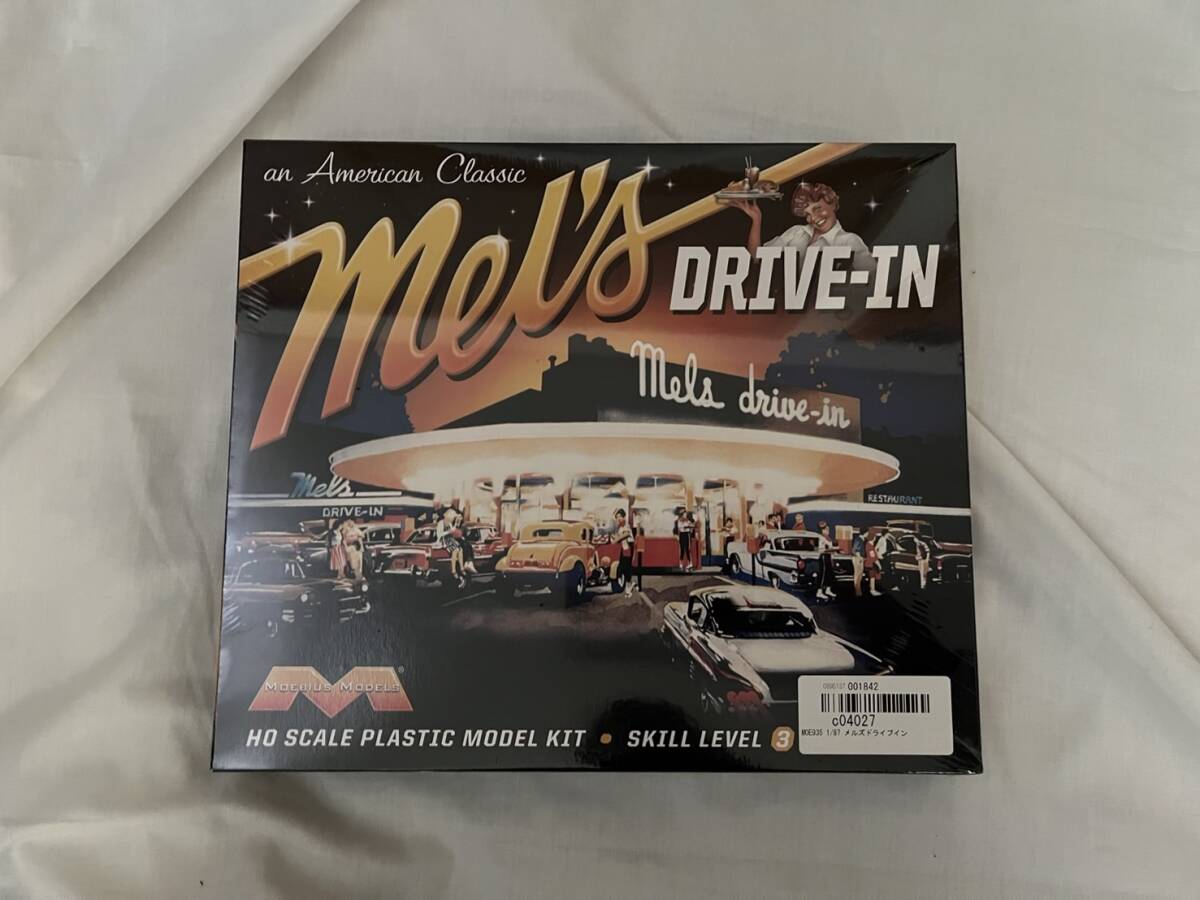 an American Classic
Mel's
DRIVE-IN
Mels drive-in
Mels
DRIVE-IN
RESTAURANT
MOEBIUS MODELS
®
HO SCALE PLASTIC MODEL KIT • SKILL LEVEL 3
001842
c04027
MOE935 1/87 メルズドライブイン